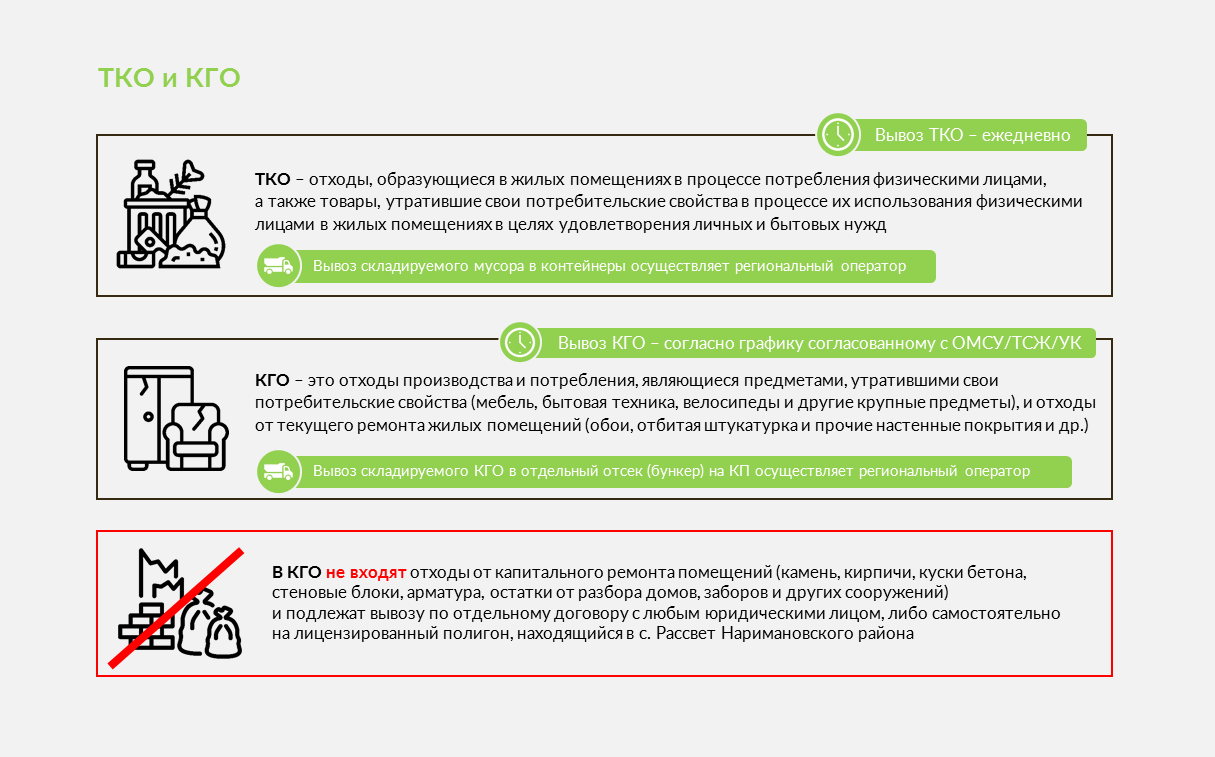 ТКО и КГО
Вывоз ТКО – ежедневно
ТКО – отходы, образующиеся в жилых помещениях в процессе потребления физическими лицами,
а также товары, утратившие свои потребительские свойства в процессе их использования физическими
лицами в жилых помещениях в целях удовлетворения личных и бытовых нужд
Вывоз складируемого мусора в контейнеры осуществляет региональный оператор
Вывоз КГО – согласно графику согласованному с ОМСУ/ТСЖ/УК
КГО – это отходы производства и потребления, являющиеся предметами, утратившими свои
потребительские свойства (мебель, бытовая техника, велосипеды и другие крупные предметы), и отходы
от текущего ремонта жилых помещений (обои, отбитая штукатурка и прочие настенные покрытия и др.)
Вывоз складируемого КГО в отдельный отсек (бункер) на КП осуществляет региональный оператор
В КГО не входят отходы от капитального ремонта помещений (камень, кирпичи, куски бетона,
стеновые блоки, арматура, остатки от разбора домов, заборов и других сооружений)
и подлежат вывозу по отдельному договору с любым юридическим лицом, либо самостоятельно
на лицензированный полигон, находящийся в с. Рассвет Наримановского района